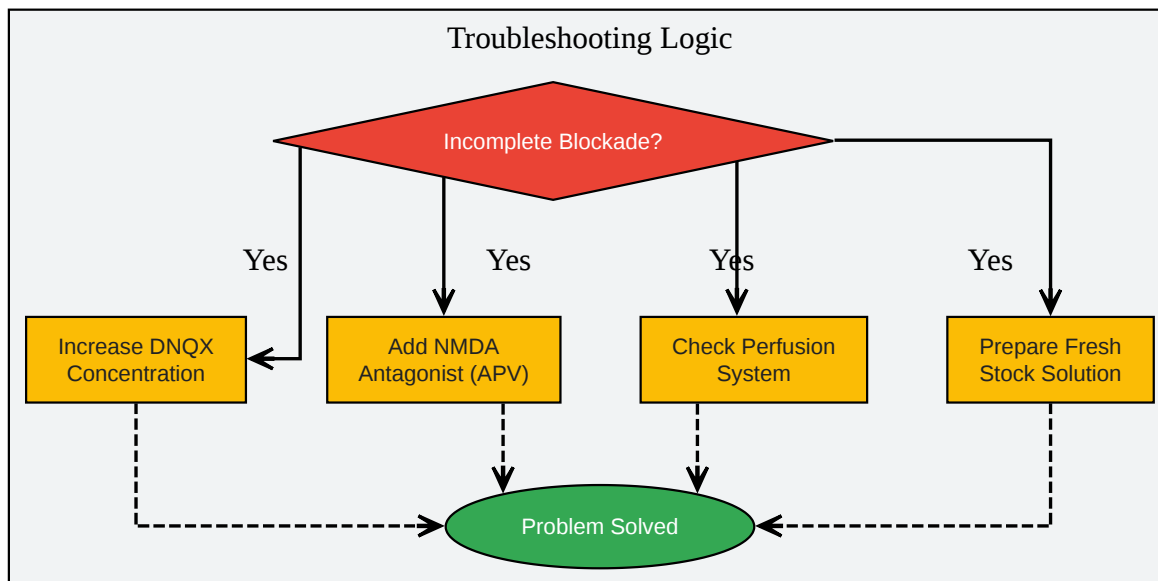 Troubleshooting Logic
Incomplete Blockade?
Yes
Yes
Yes
Yes
Increase DNQX
Concentration
Add NMDA
Antagonist (APV)
Check Perfusion
System
Prepare Fresh
Stock Solution
Problem Solved